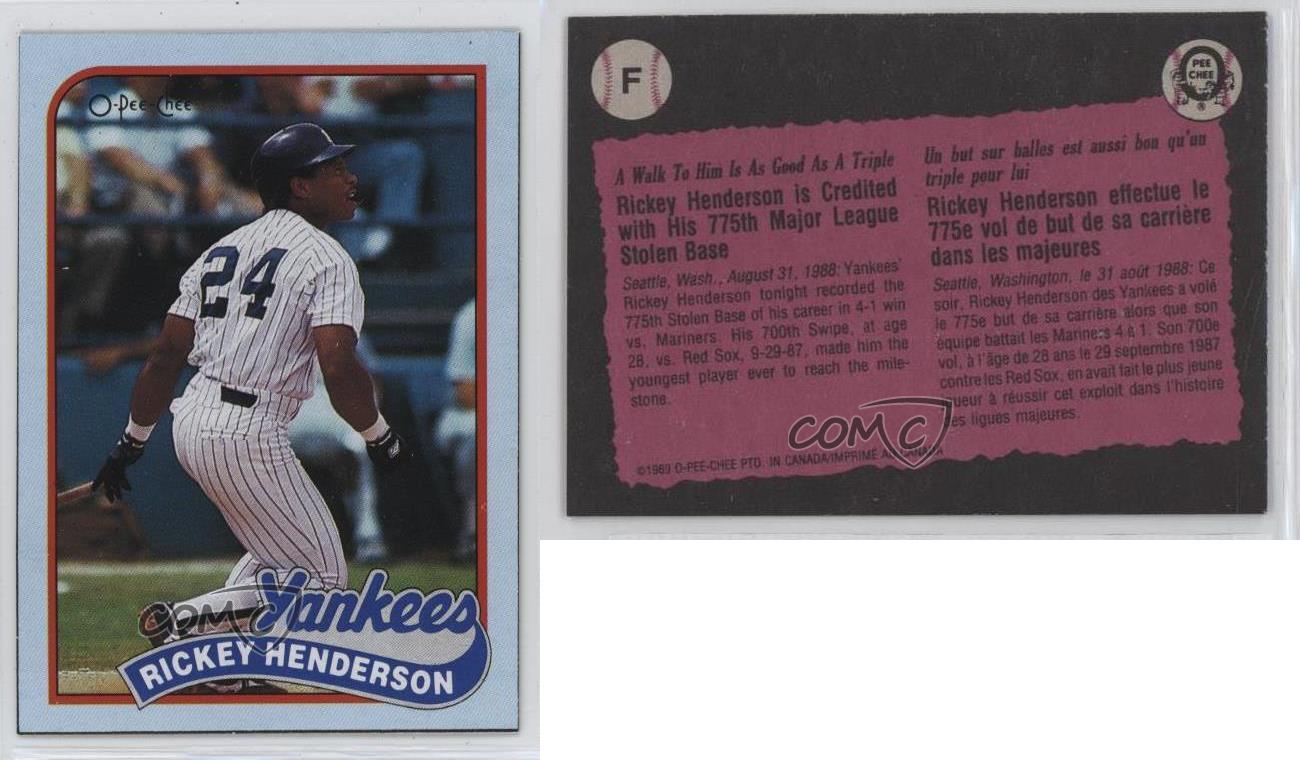 O-Pee-Chee
24
COMC
Yankees
RICKEY HENDERSON
F
O
PEE
CHEE
®
A Walk To Him Is As Good As A Triple
Rickey Henderson is Credited
with His 775th Major League
Stolen Base
Seattle, Wash., August 31, 1988: Yankees'
Rickey Henderson tonight recorded the
775th Stolen Base of his career in 4-1 win
vs. Mariners. His 700th Swipe, at age
28, vs. Red Sox, 9-29-87, made him the
youngest player ever to reach the mile-
stone.
Un but sur balles est aussi bon qu'un
triple pour lui
Rickey Henderson effectue le
775e vol de but de sa carrière
dans les majeures
Seattle, Washington, le 31 août 1988: Ce
soir, Rickey Henderson des Yankees a volé
le 775e but de sa carrière alors que son
équipe battait les Mariners 4 à 1. Son 700e
vol, à l'âge de 28 ans le 29 septembre 1987
contre les Red Sox, en avait fait le plus jeune
joueur à réussir cet exploit dans l'histoire
des ligues majeures.
COMC
©1989 O-PEE-CHEE PTD. IN CANADA/IMPRIMÉ AU CANADA